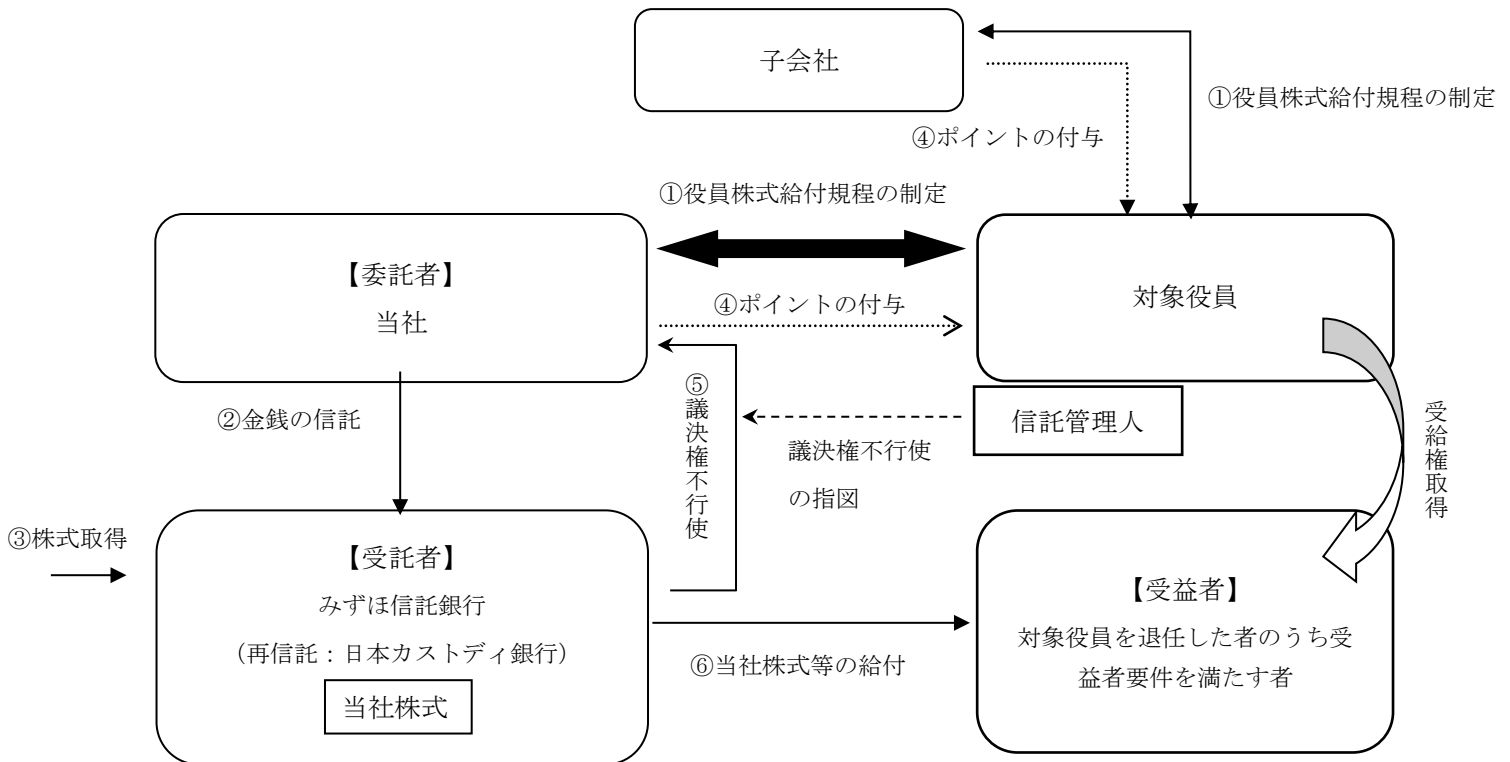 子会社
①役員株式給付規程の制定
④ポイントの付与
①役員株式給付規程の制定
【委託者】
当社
④ポイントの付与
対象役員
②金銭の信託
⑤議決権不行使
信託管理人
議決権不行使
の指図
受給権取得
③株式取得
【受託者】
みずほ信託銀行
（再信託：日本カストディ銀行）
当社株式
⑥当社株式等の給付
【受益者】
対象役員を退任した者のうち受
益者要件を満たす者